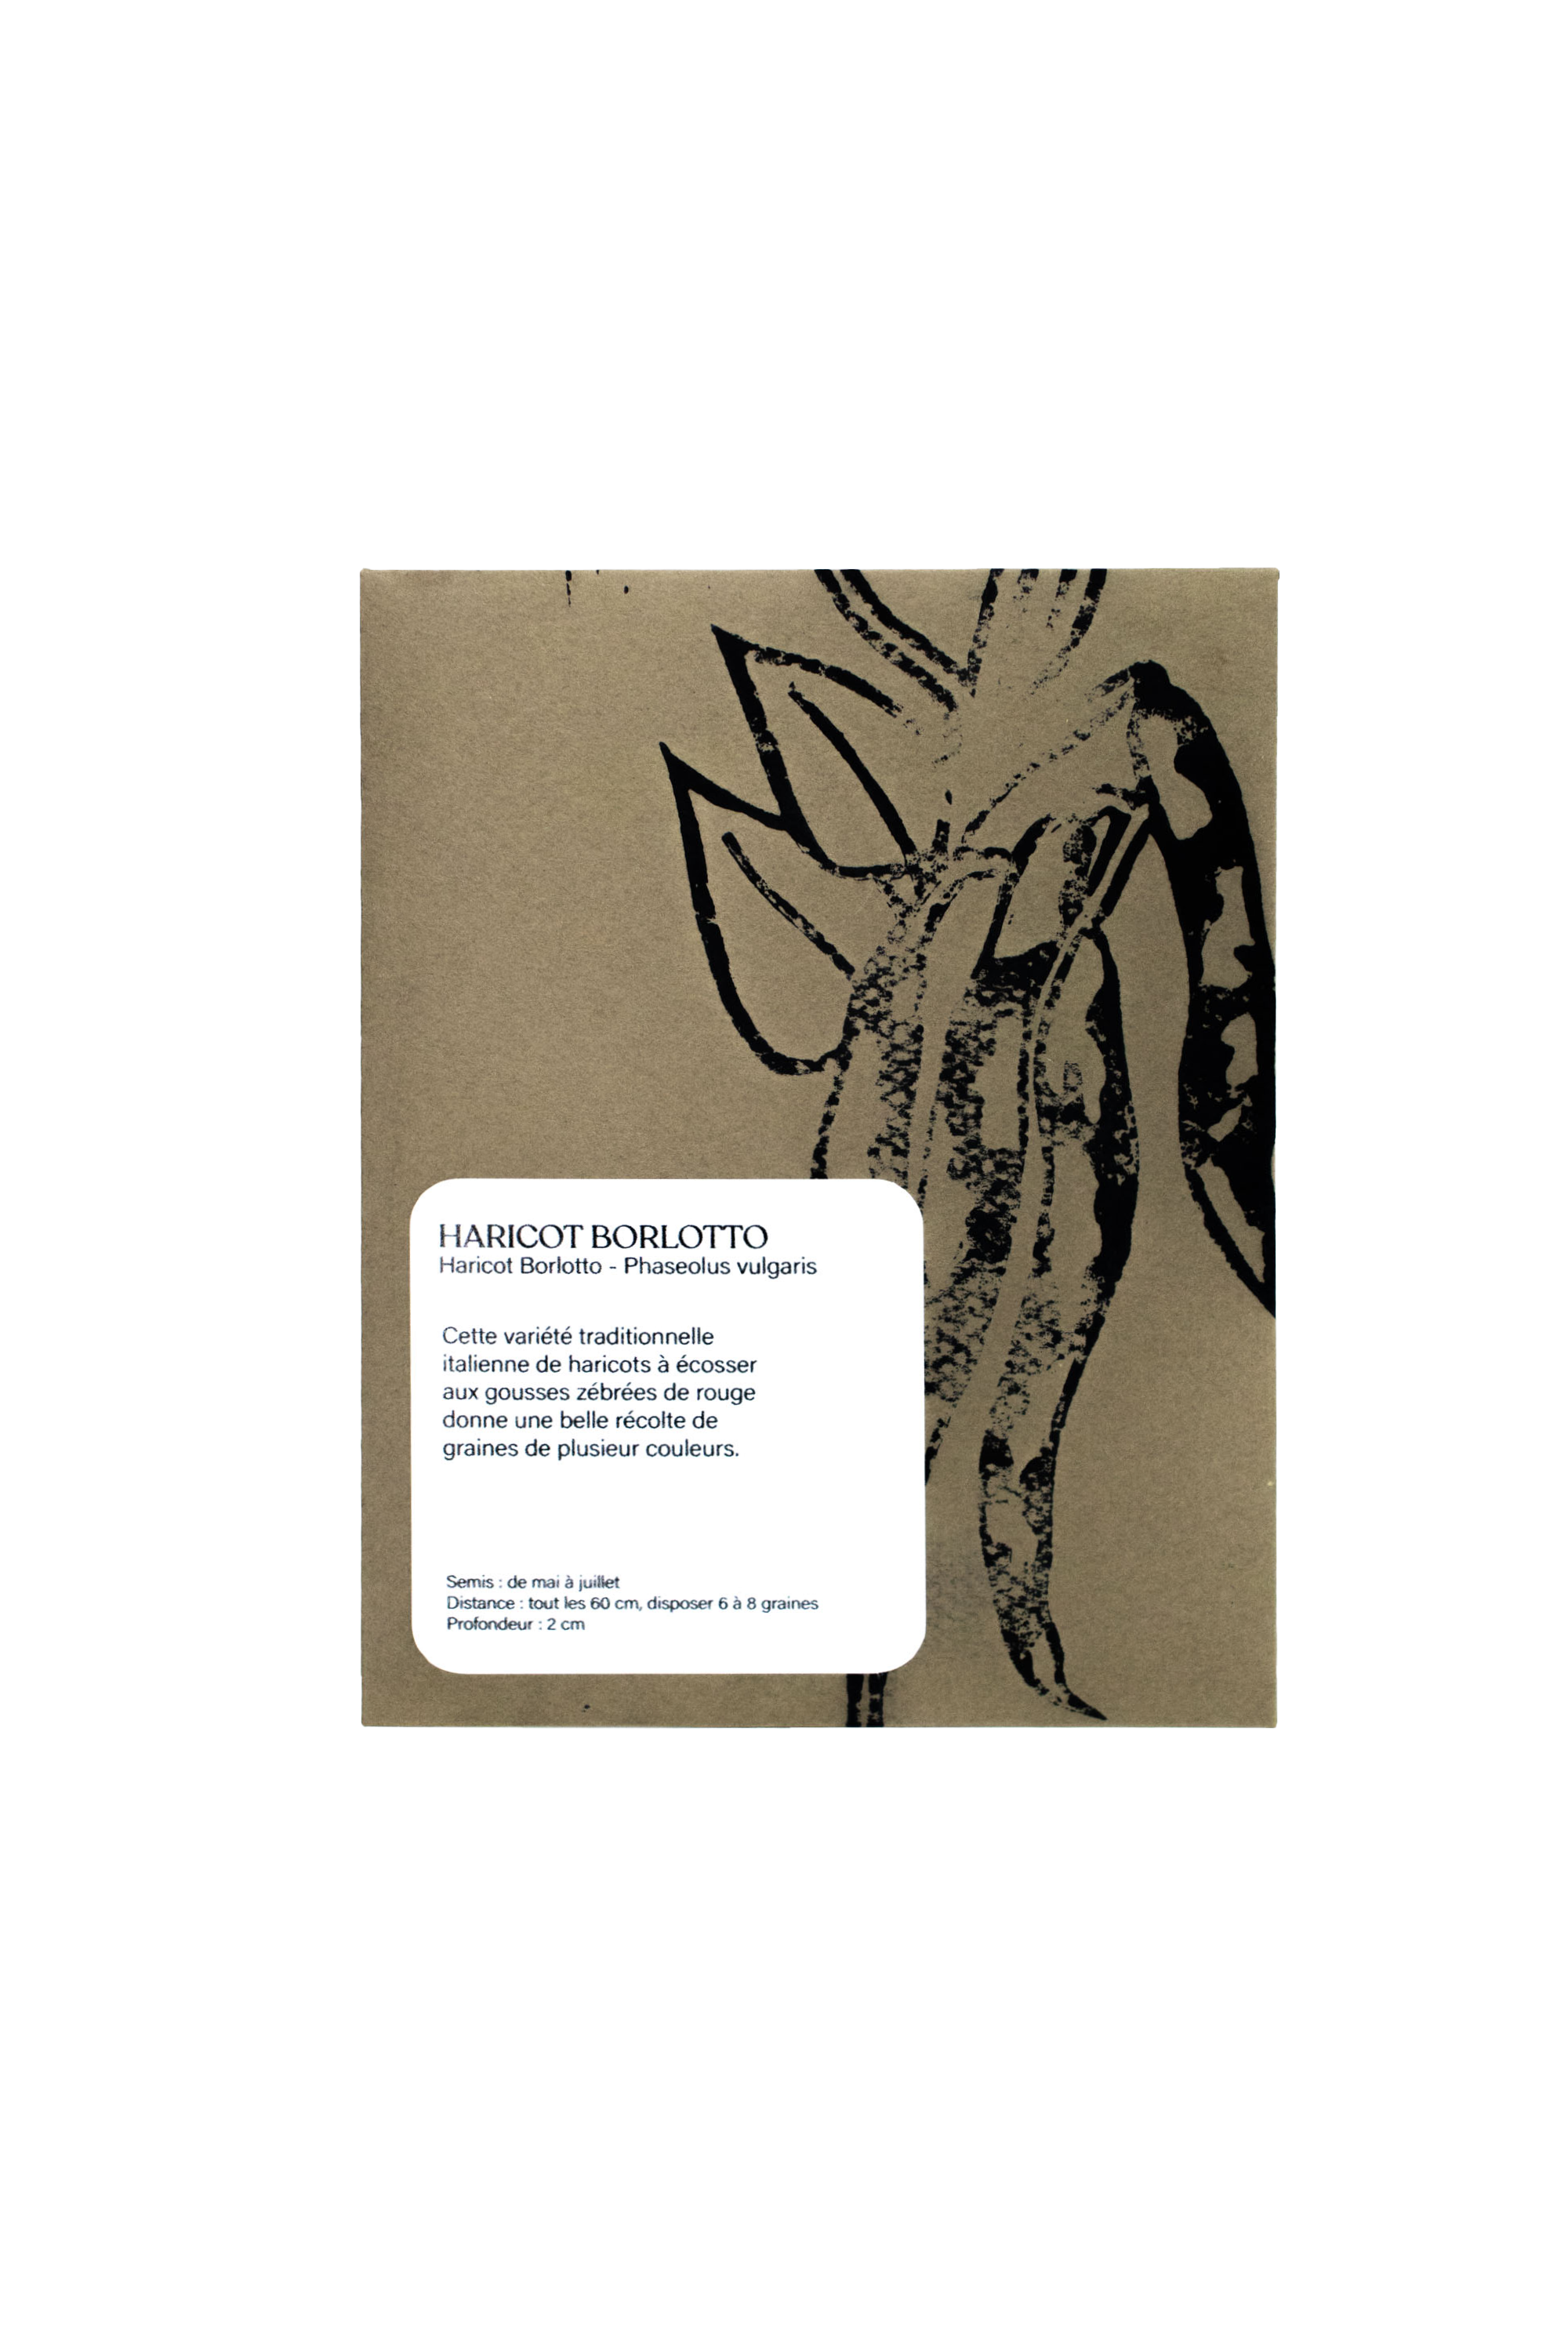 HARICOT BORLOTTO
Haricot Borlotto - Phaseolus vulgaris
Cette variété traditionnelle
italienne de haricots à écosser
aux gousses zébrées de rouge
donne une belle récolte de
graines de plusieur couleurs.
Semis : de mai à juillet
Distance : tout les 60 cm, disposer 6 à 8 graines
Profondeur : 2 cm